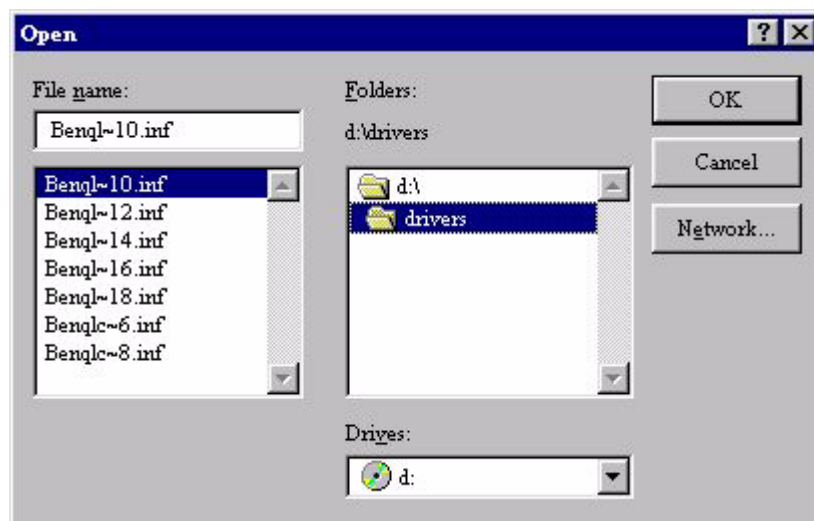 Open
File name:
Benql~10.inf
Benql~10.inf
Benql~12.inf
Benql~14.inf
Benql~16.inf
Benql~18.inf
Benqlc~6.inf
Benqlc~8.inf
Folders:
d:\drivers
d:\
drivers
Drives:
d:
OK
Cancel
Network...